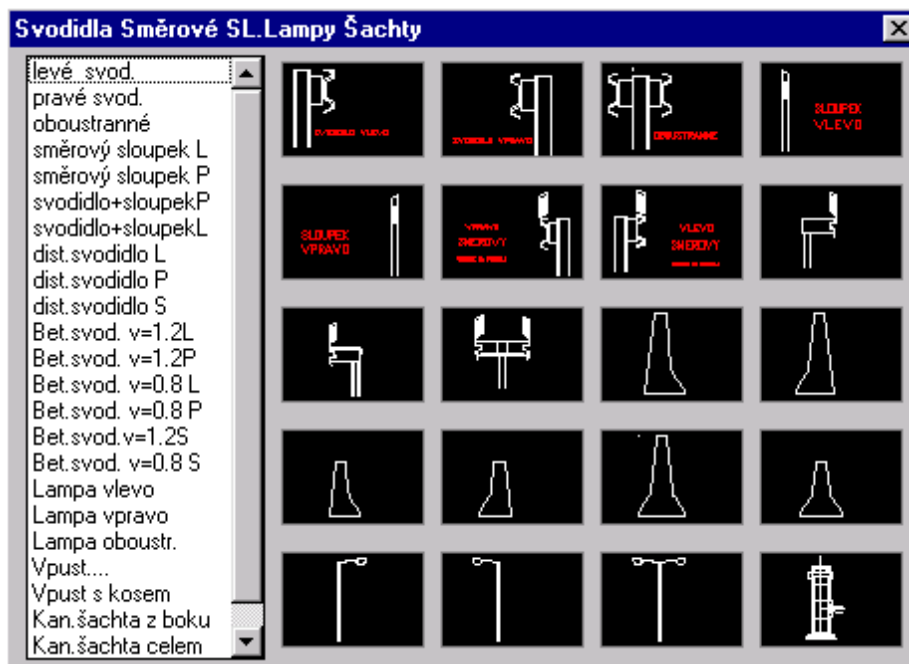 Svodidla Směrové SL.Lampy Šachty
levé svod.
pravé svod.
oboustranné
směrový sloupek L
směrový sloupek P
svodidlo+sloupekP
svodidlo+sloupekL
dist.svodidlo L
dist.svodidlo P
dist.svodidlo S
Bet.svod. v=1.2L
Bet.svod. v=1.2P
Bet.svod. v=0.8 L
Bet.svod. v=0.8 P
Bet.svod.v=1.2S
Bet.svod. v=0.8 S
Lampa vlevo
Lampa vpravo
Lampa oboustr.
Vpust....
Vpust s kosem
Kan.šachta z boku
Kan.šachta celem
SVODIDLO VLEVO
SVODIDLO VPRAVO
OBOUSTRANNE
SLOUPEK
VLEVO
SLOUPEK
VPRAVO
VPRAVO
SMEROVY
VLEVO
SMEROVY